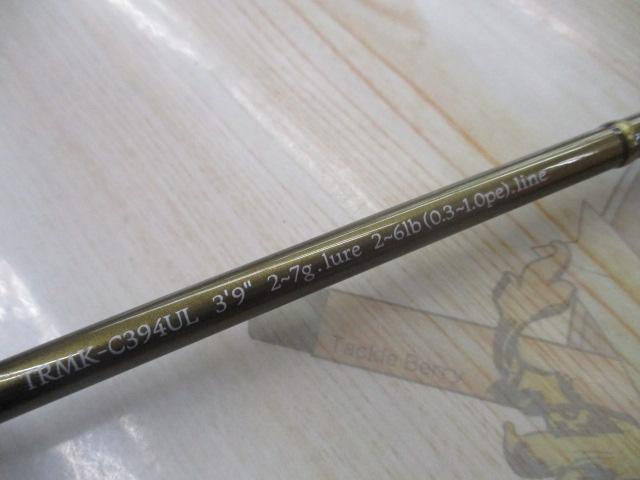 TRMK-C394UL 3'9" 2~7g.lure 2~6lb(0.3~1.0pe).line
Tackle Berry